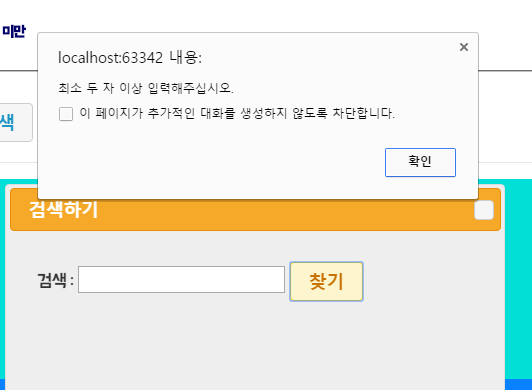 미만
localhost:63342 내용:
최소 두 자 이상 입력해주십시오.
이 페이지가 추가적인 대화를 생성하지 않도록 차단합니다.
색
확인
검색하기
검색 :
찾기